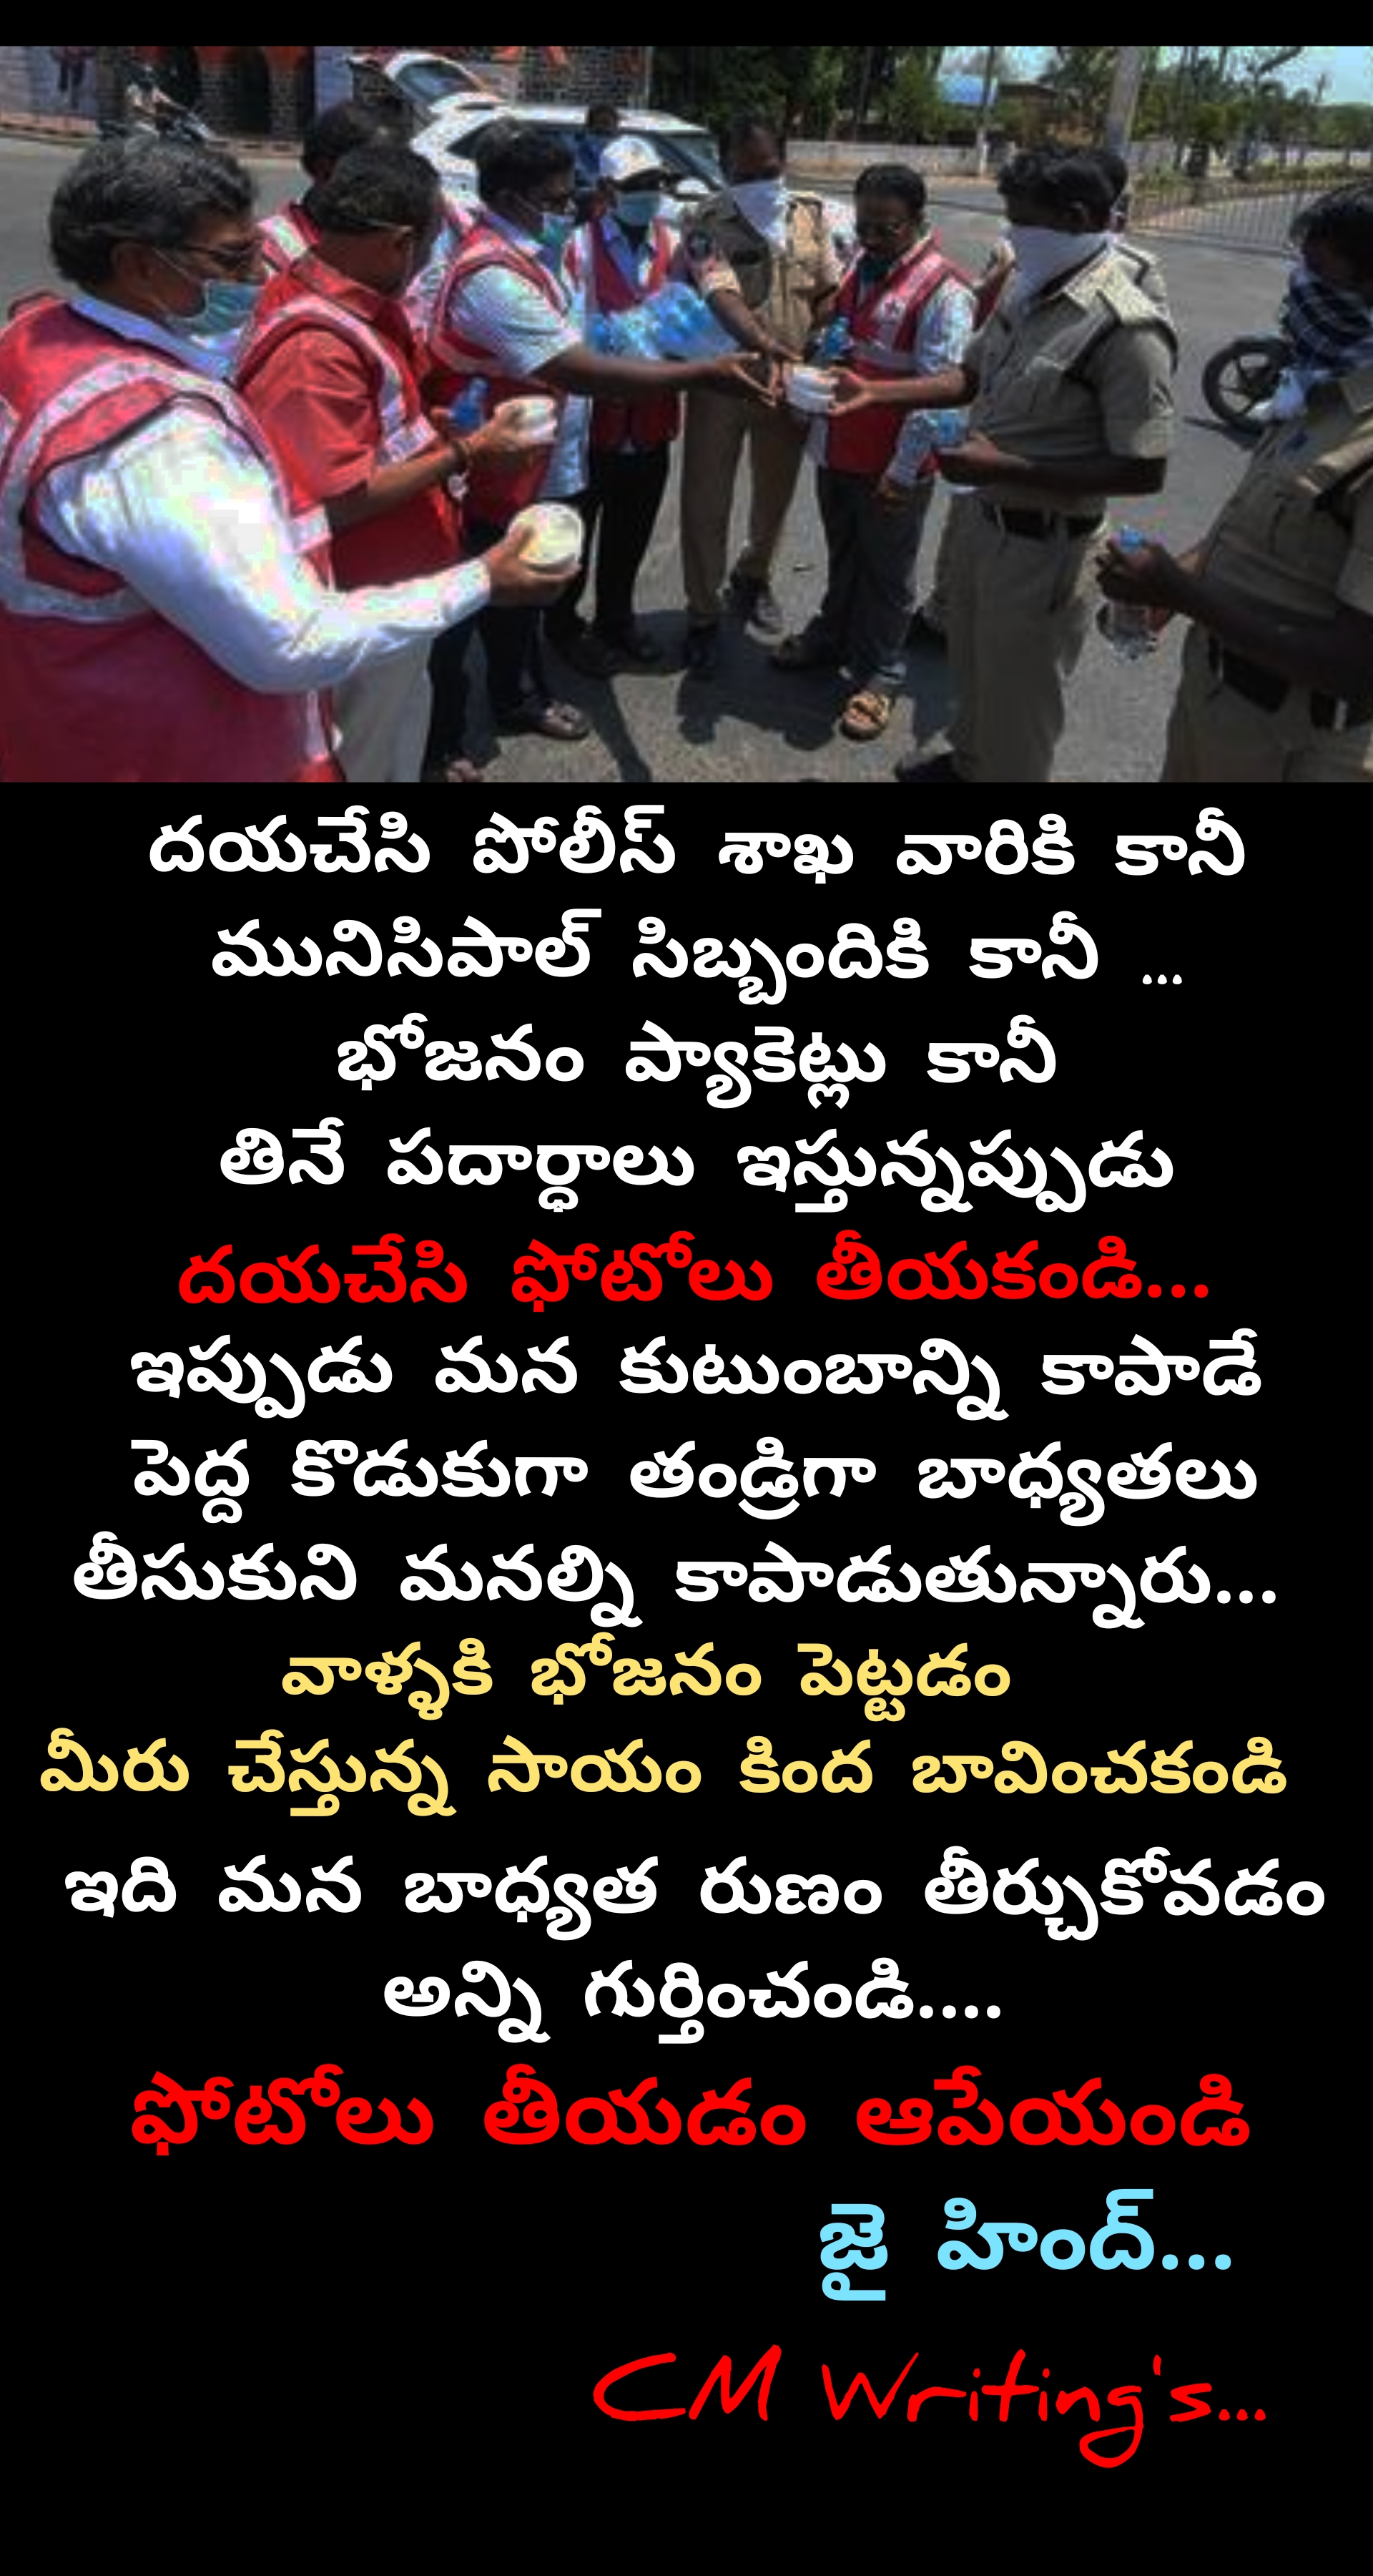 దయచేసి పోలీస్ శాఖ వారికి కానీ
మునిసిపాల్ సిబ్బందికి కానీ ...
భోజనం ప్యాకెట్లు కానీ
తినే పదార్ధాలు ఇస్తున్నప్పుడు
దయచేసి ఫోటోలు తీయకండి...
ఇప్పుడు మన కుటుంబాన్ని కాపాడే
పెద్ద కొడుకుగా తండ్రిగా బాధ్యతలు
తీసుకుని మనల్ని కాపాడుతున్నారు...
వాళ్ళకి భోజనం పెట్టడం
మీరు చేస్తున్న సాయం కింద బావించకండి
ఇది మన బాధ్యత రుణం తీర్చుకోవడం
అన్ని గుర్తించండి....
ఫోటోలు తీయడం ఆపేయండి
జై హింద్...
CM Writing's...